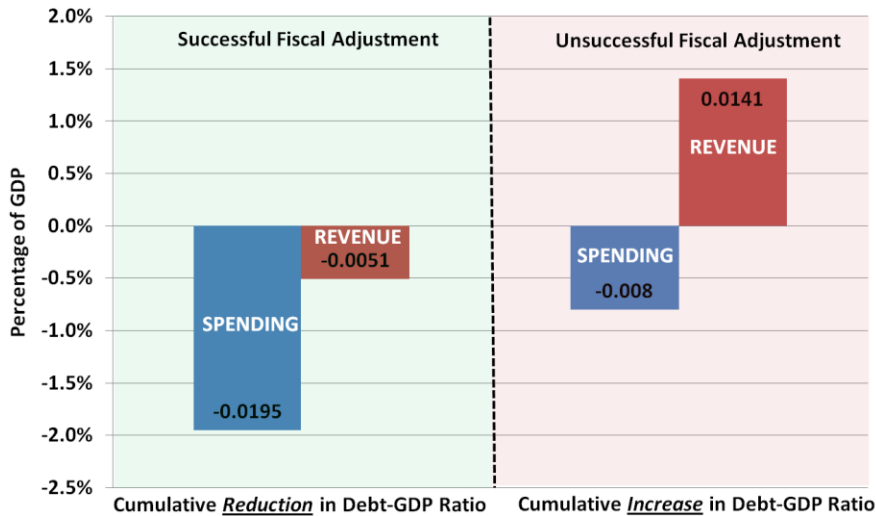 Successful Fiscal Adjustment
Unsuccessful Fiscal Adjustment
Percentage of GDP
2.0%
1.5%
1.0%
0.5%
0.0%
-0.5%
-1.0%
-1.5%
-2.0%
-2.5%
SPENDING
-0.0195
REVENUE
-0.0051
SPENDING
-0.008
0.0141
REVENUE
Cumulative Reduction in Debt-GDP Ratio
Cumulative Increase in Debt-GDP Ratio